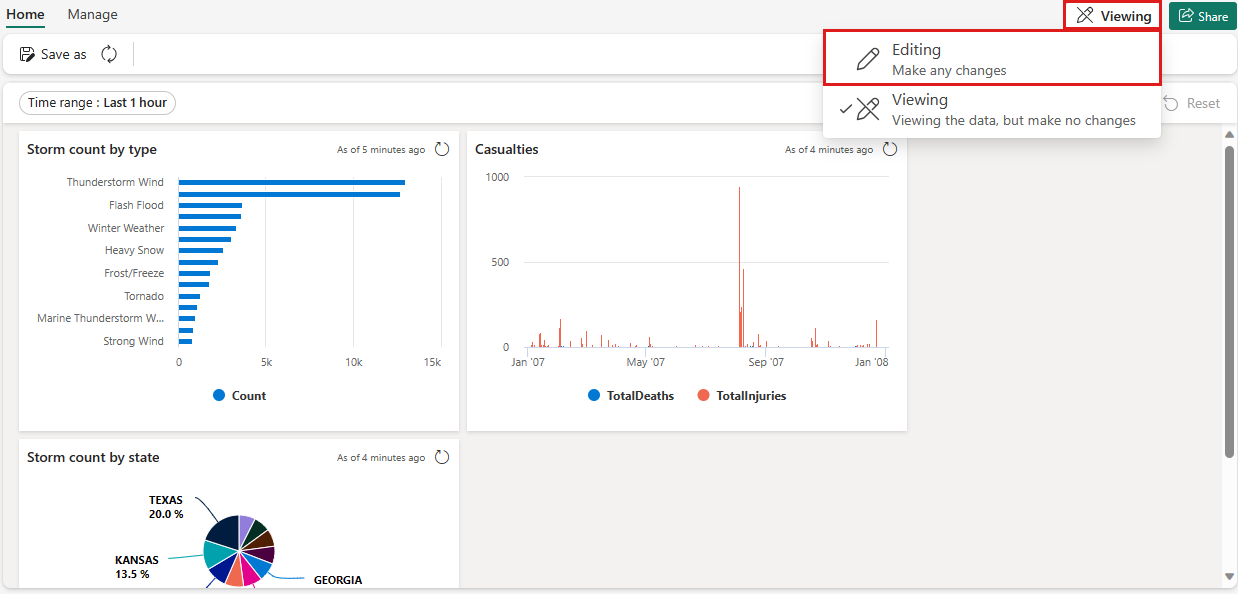 Home
Manage
Viewing
Share
Save as
Editing
Make any changes
Viewing
Viewing the data, but make no changes
Time range : Last 1 hour
Reset
Storm count by type
As of 5 minutes ago
Thunderstorm Wind
Flash Flood
Winter Weather
Heavy Snow
Frost/Freeze
Tornado
Marine Thunderstorm W...
Strong Wind
0 5k 10k 15k
Count
Casualties
As of 4 minutes ago
1000
500
0
Jan '07 May '07 Sep '07 Jan '08
TotalDeaths TotalInjuries
Storm count by state
As of 4 minutes ago
TEXAS
20.0 %
KANSAS
13.5 %
GEORGIA